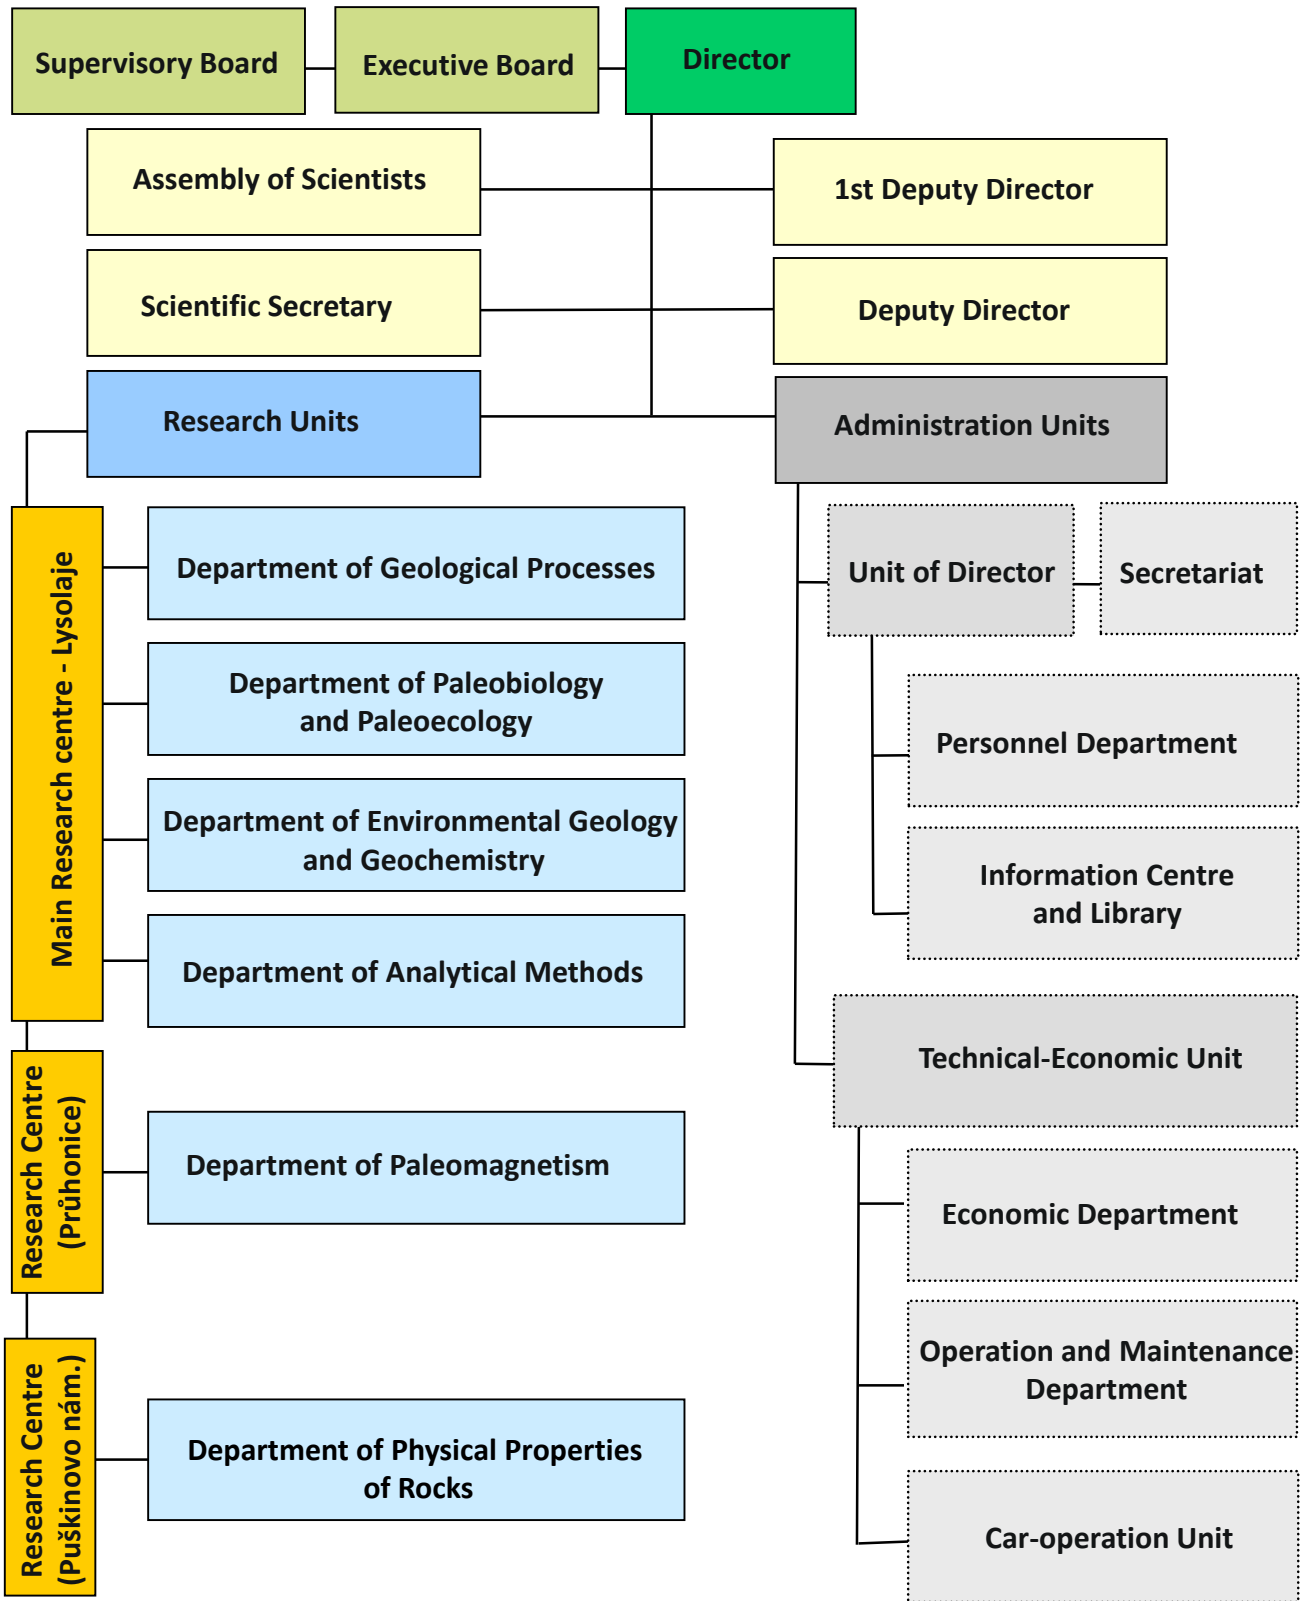 Supervisory Board
Executive Board
Director
Assembly of Scientists
1st Deputy Director
Scientific Secretary
Deputy Director
Research Units
Administration Units
Main Research centre - Lysolaje
Department of Geological Processes
Department of Paleobiology
and Paleoecology
Department of Environmental Geology
and Geochemistry
Department of Analytical Methods
Research Centre
(Průhonice)
Department of Paleomagnetism
Research Centre
(Puškinovo nám.)
Department of Physical Properties
of Rocks
Unit of Director
Secretariat
Personnel Department
Information Centre
and Library
Technical-Economic Unit
Economic Department
Operation and Maintenance
Department
Car-operation Unit